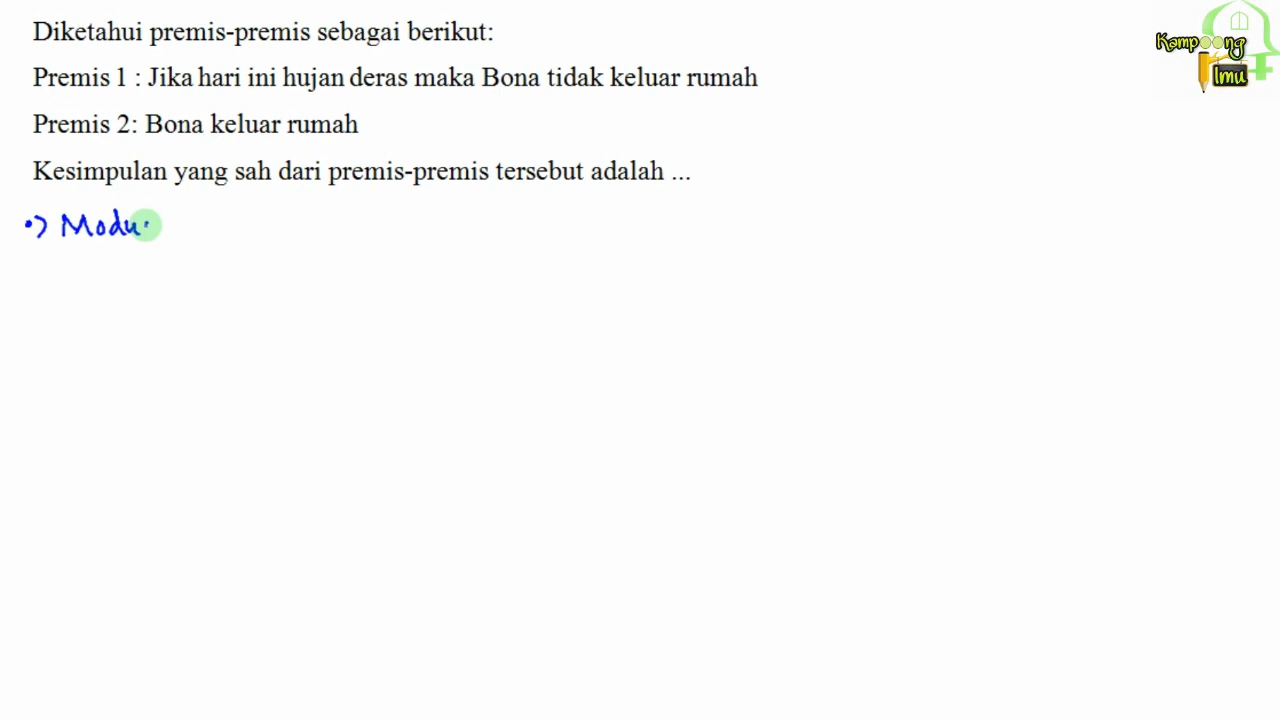 Diketahui premis-premis sebagai berikut:
Premis 1 : Jika hari ini hujan deras maka Bona tidak keluar rumah
Premis 2: Bona keluar rumah
Kesimpulan yang sah dari premis-premis tersebut adalah ...
•) Modu
Kampoong
Ilmu